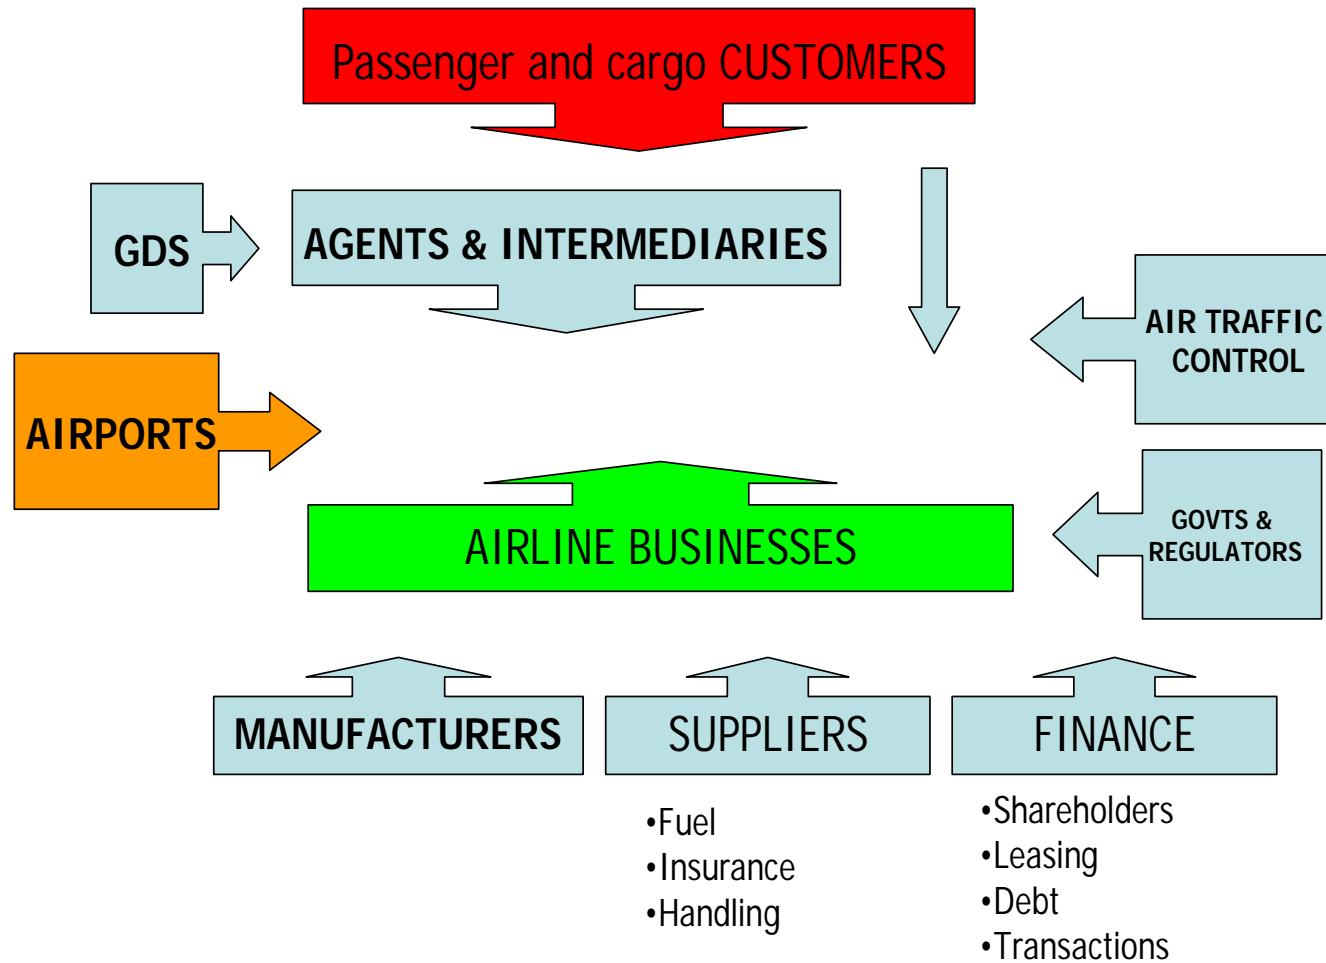 Passenger and cargo CUSTOMERS
GDS
AGENTS & INTERMEDIARIES
AIR TRAFFIC
CONTROL
AIRPORTS
AIRLINE BUSINESSES
GOVTS &
REGULATORS
MANUFACTURERS
SUPPLIERS
FINANCE
•Fuel
•Insurance
•Handling
•Shareholders
•Leasing
•Debt
•Transactions